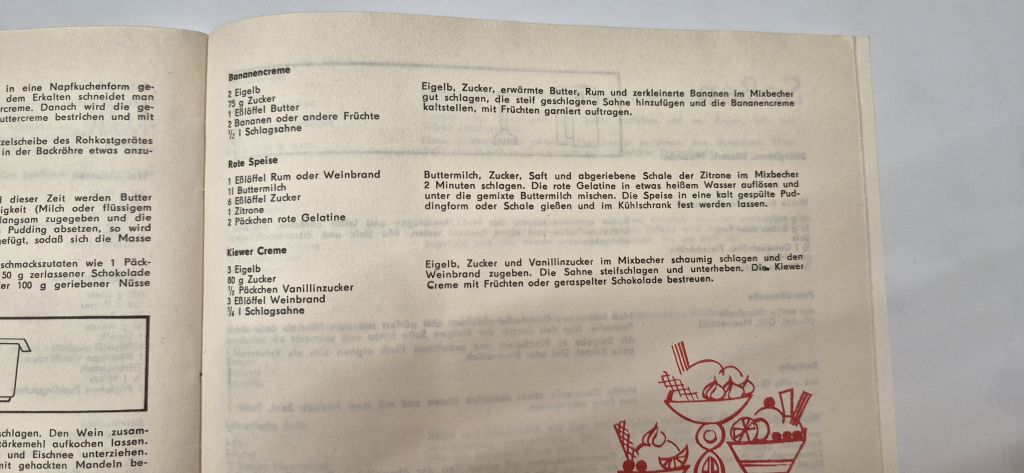 in eine Napfkuchenform ge-
dem Erkalten schneidet man
rcreme. Danach wird die ge-
uttercreme bestrichen und mit
zelscheibe des Rohkostgerätes
in der Backröhre etwas anzu-
dieser Zeit werden Butter
igkeit (Milch oder flüssigem
langsam zugegeben und die
Pudding absetzen, so wird
gefügt, sodaß sich die Masse
schmackszutaten wie 1 Päck-
50 g zerlassener Schokolade
der 100 g geriebener Nüsse
schlagen. Den Wein zusam-
tärkemehl aufkochen lassen.
und Eischnee unterziehen.
mit gehackten Mandeln be-
Bananencreme
2 Eigelb
75 g Zucker
1 Eßlöffel Butter
2 Bananen oder andere Früchte
½ l Schlagsahne
Eigelb, Zucker, erwärmte Butter, Rum und zerkleinerte Bananen im Mixbecher
gut schlagen, die steif geschlagene Sahne hinzufügen und die Bananencreme
kaltstellen, mit Früchten garniert auftragen.
Rote Speise
1 Eßlöffel Rum oder Weinbrand
1l Buttermilch
6 Eßlöffel Zucker
1 Zitrone
2 Päckchen rote Gelatine
Buttermilch, Zucker, Saft und abgeriebene Schale der Zitrone im Mixbecher
2 Minuten schlagen. Die rote Gelatine in etwas heißem Wasser auflösen und
unter die gemixte Buttermilch mischen. Die Speise in eine kalt gespülte Pud-
dingform oder Schale gießen und im Kühlschrank fest werden lassen.
Kiewer Creme
3 Eigelb
80 g Zucker
½ Päckchen Vanillinzucker
3 Eßlöffel Weinbrand
¾ l Schlagsahne
Eigelb, Zucker und Vanillinzucker im Mixbecher schaumig schlagen und den
Weinbrand zugeben. Die Sahne steifschlagen und unterheben. Die Kiewer
Creme mit Früchten oder geraspelter Schokolade bestreuen.